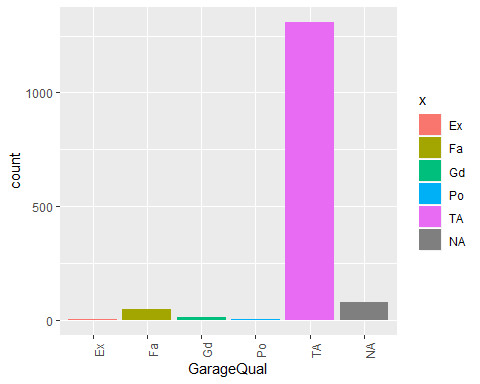 count
1000
500
0
Ex
Fa
Gd
Po
TA
NA
GarageQual
x
Ex
Fa
Gd
Po
TA
NA